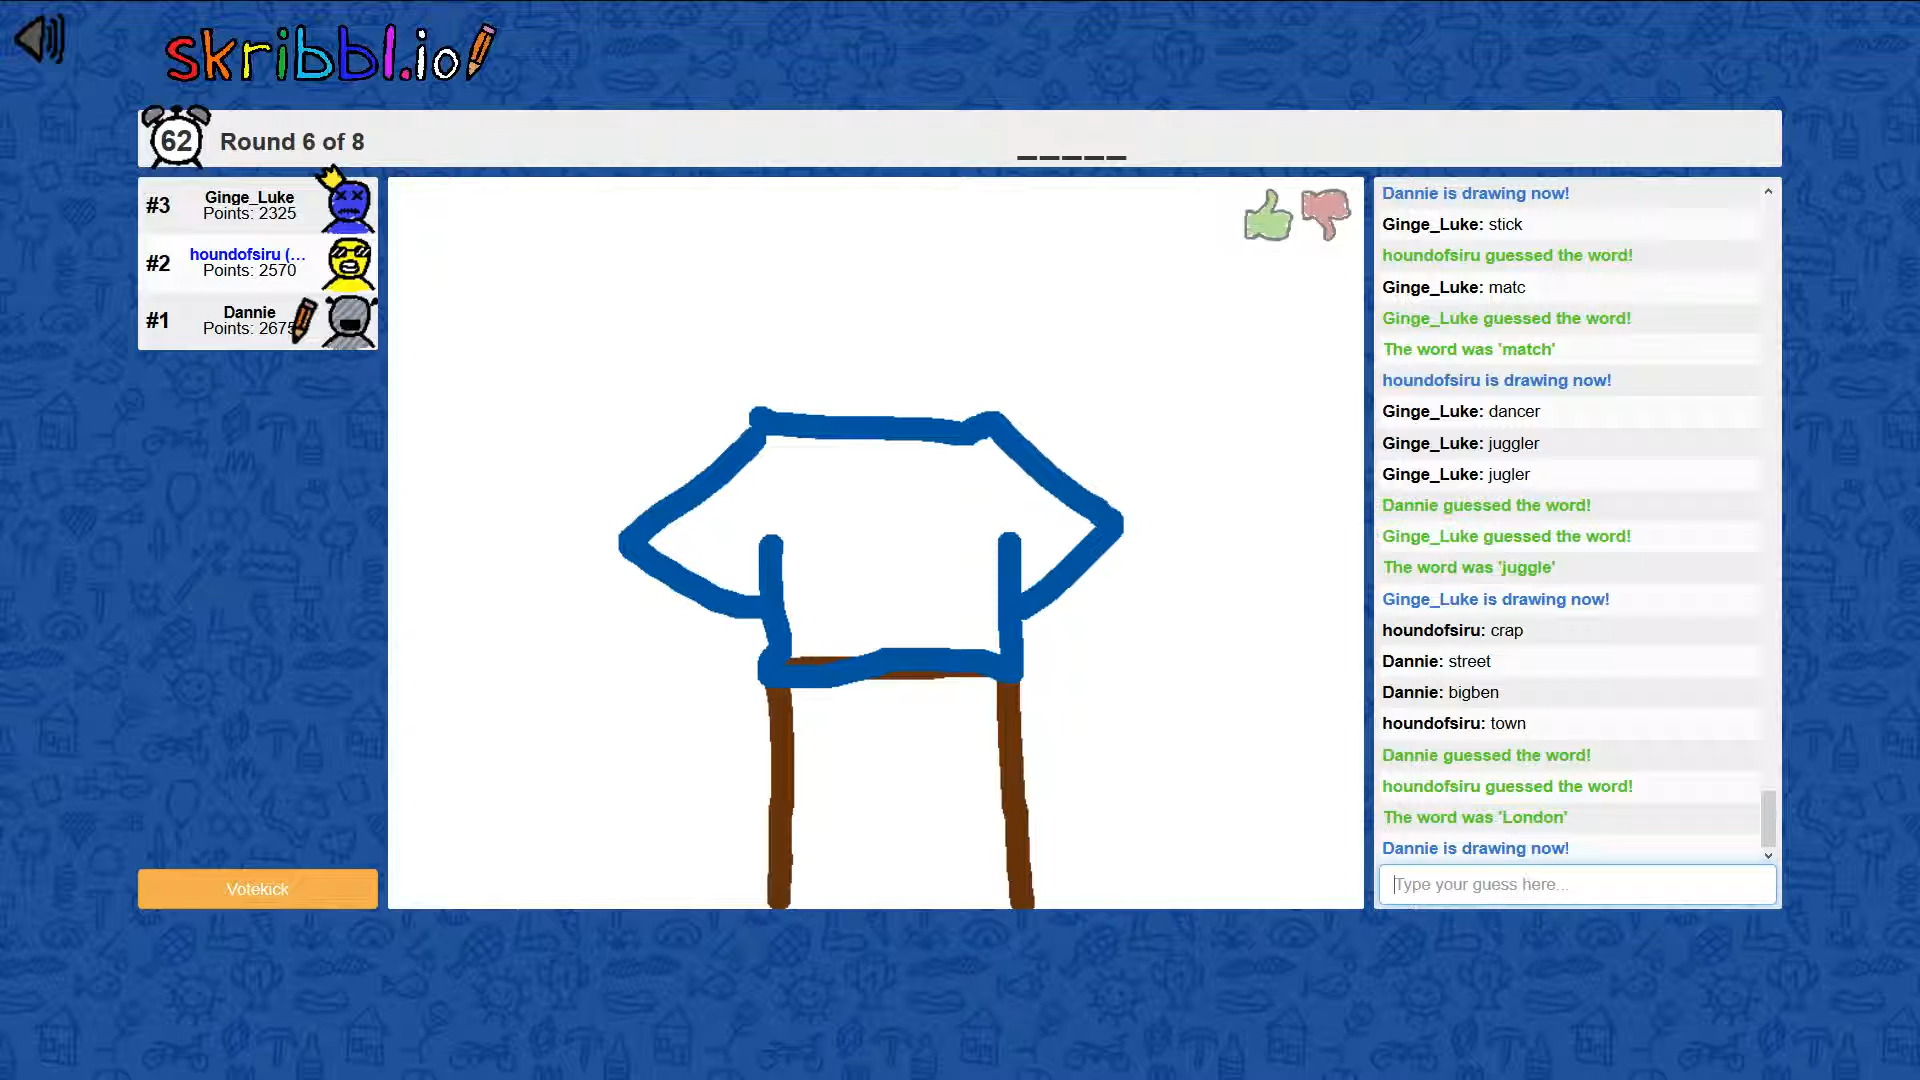 skribbl.io
62
Round 6 of 8
_____
#3
Ginge_Luke
Points: 2325
#2
houndofsiru (...
Points: 2570
#1
Dannie
Points: 2675
Votekick
Dannie is drawing now!
Ginge_Luke: stick
houndofsiru guessed the word!
Ginge_Luke: matc
Ginge_Luke guessed the word!
The word was 'match'
houndofsiru is drawing now!
Ginge_Luke: dancer
Ginge_Luke: juggler
Ginge_Luke: jugler
Dannie guessed the word!
Ginge_Luke guessed the word!
The word was 'juggle'
Ginge_Luke is drawing now!
houndofsiru: crap
Dannie: street
Dannie: bigben
houndofsiru: town
Dannie guessed the word!
houndofsiru guessed the word!
The word was 'London'
Dannie is drawing now!
Type your guess here...